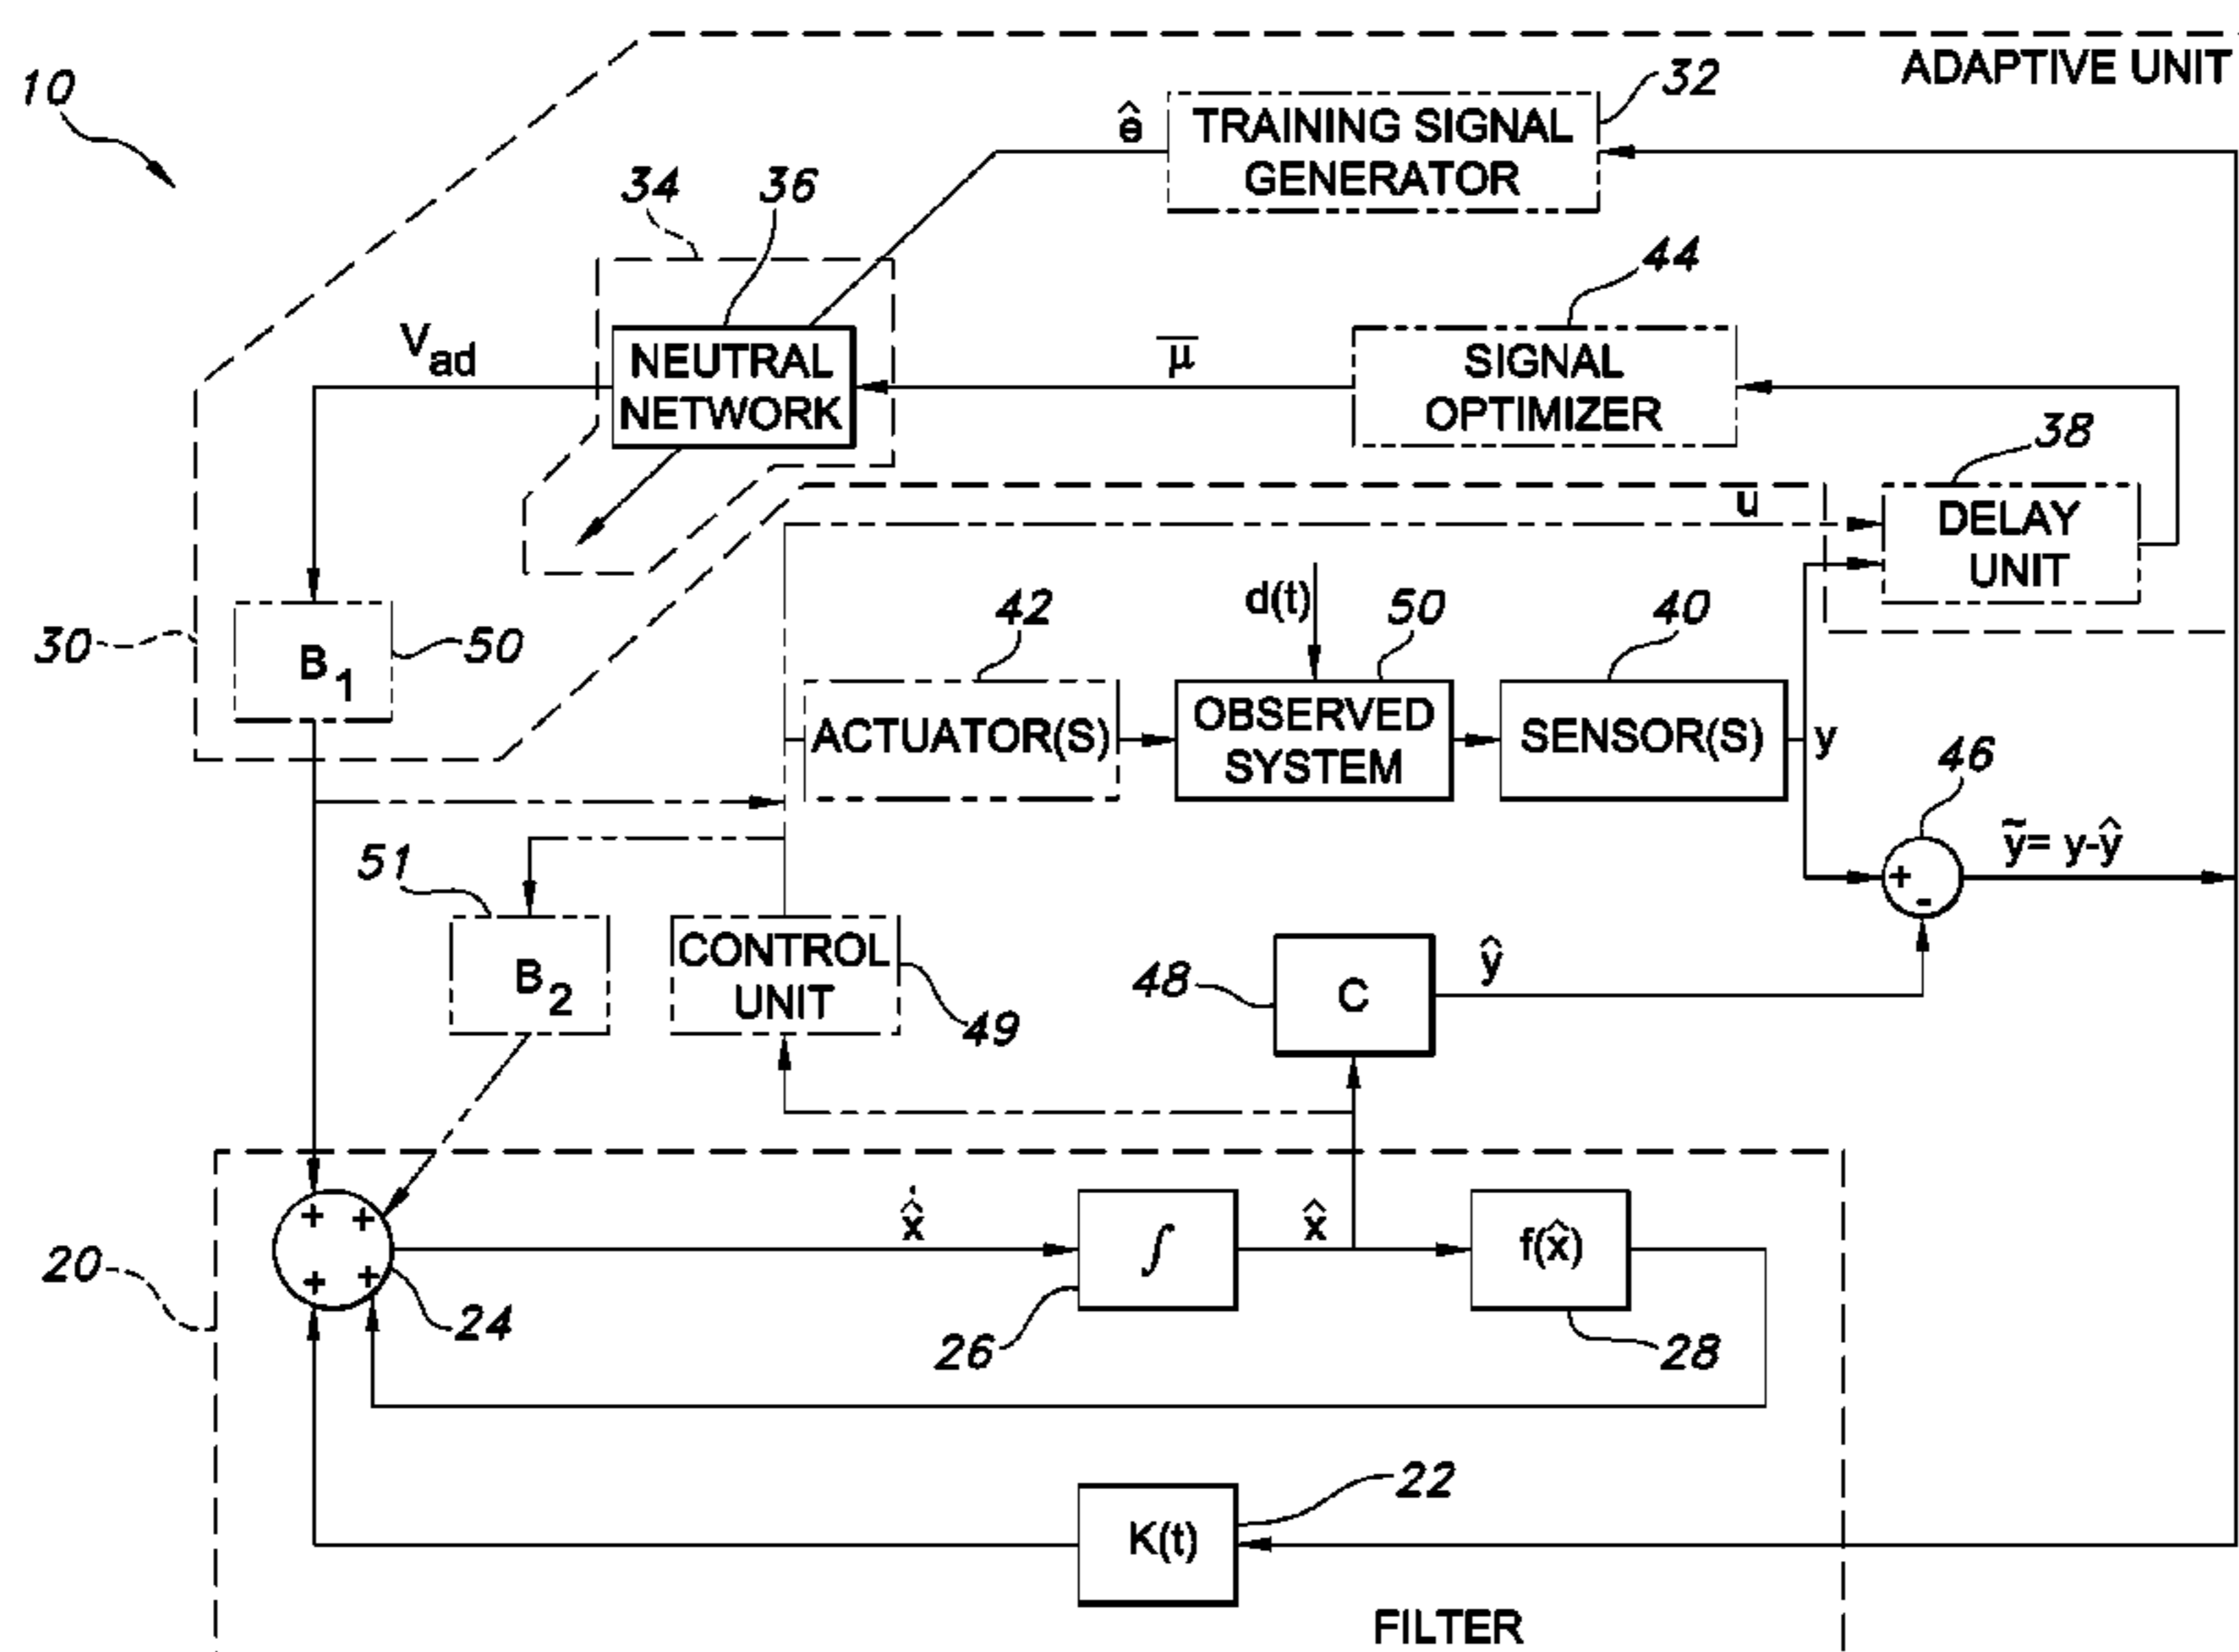 ADAPTIVE UNIT
10
32
ê
TRAINING SIGNAL
GENERATOR
34
36
44
V_ad
NEUTRAL
NETWORK
μ̅
SIGNAL
OPTIMIZER
38
u
DELAY
UNIT
30
B_1
50
42
d(t)
50
40
ACTUATOR(S)
OBSERVED
SYSTEM
SENSOR(S)
y
46
+
-
ỹ= y-ŷ
51
B_2
CONTROL
UNIT
49
48
C
ŷ
20
+ +
+ +
24
x̂̇
26
∫
x̂
f(x̂)
28
22
K(t)
FILTER